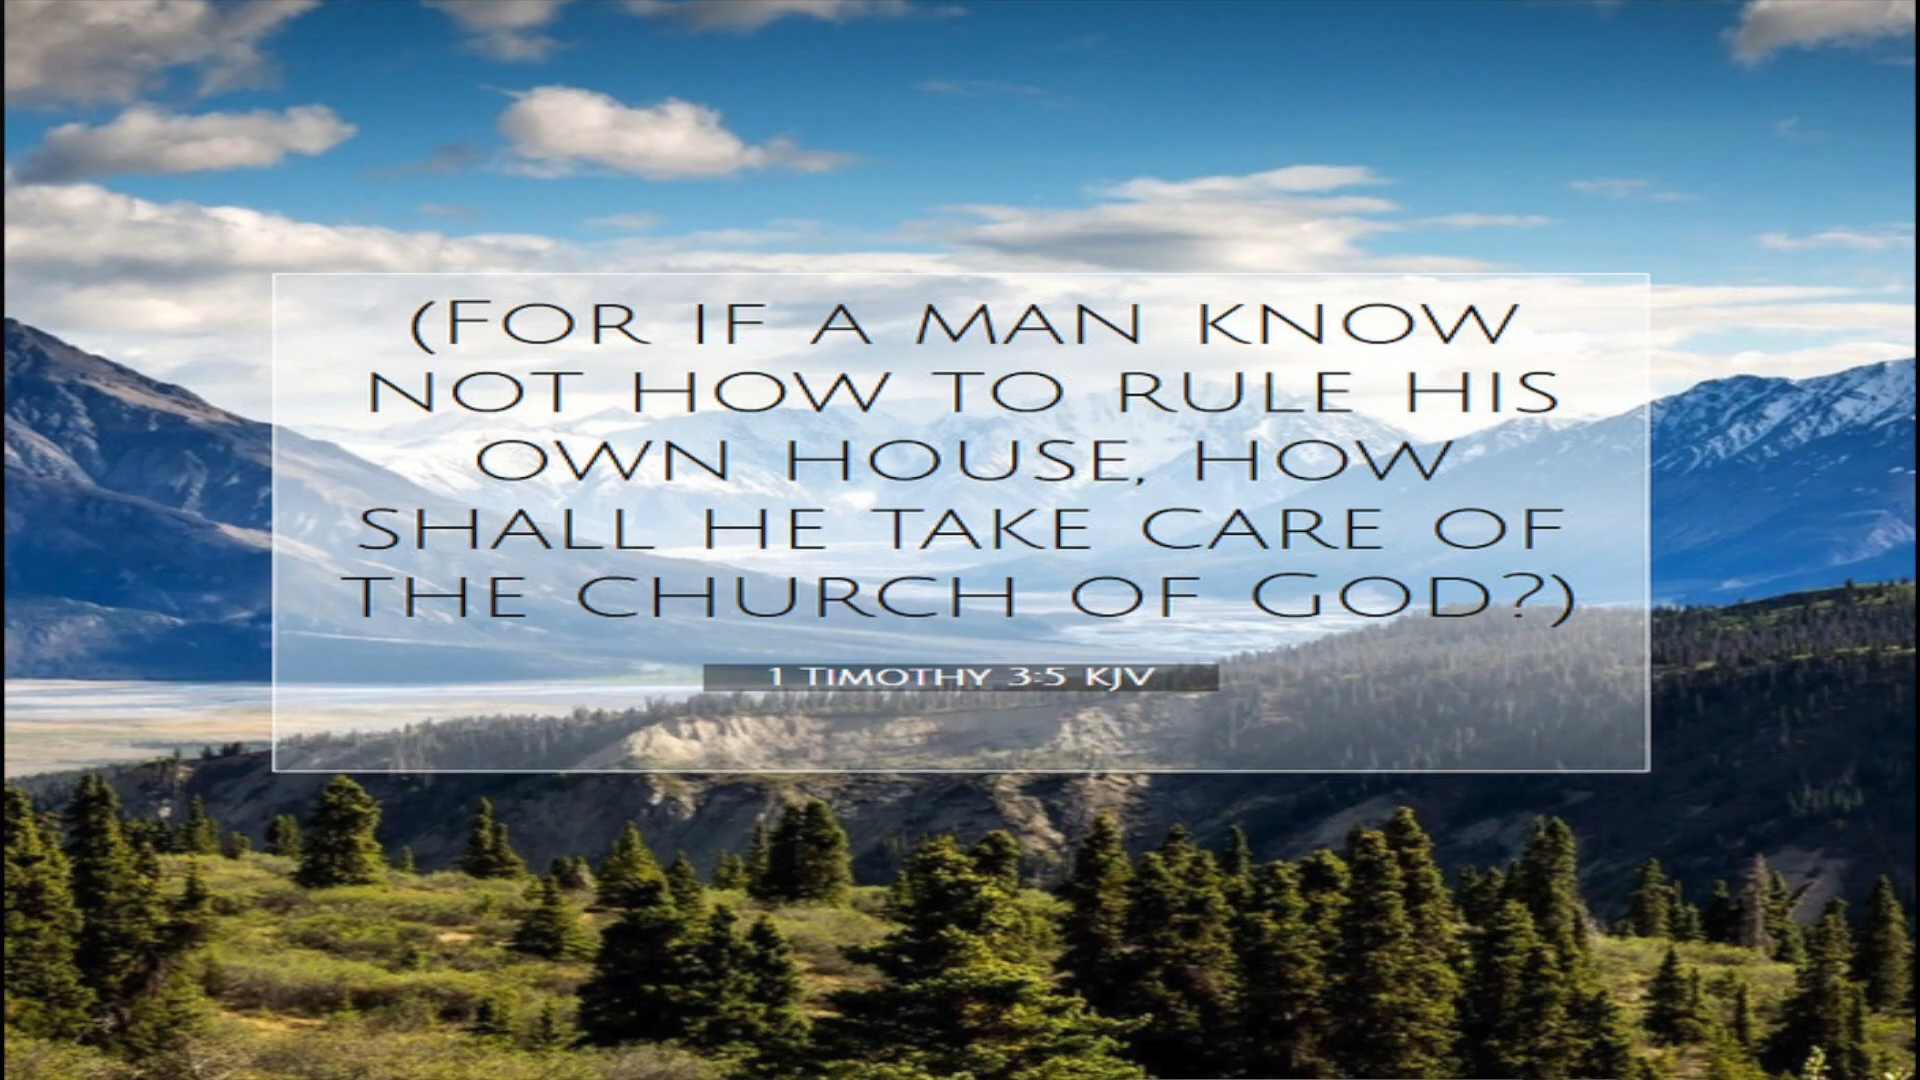 (For if a man know
not how to rule his
own house, how
shall he take care of
the church of God?)
1 Timothy 3:5 KJV